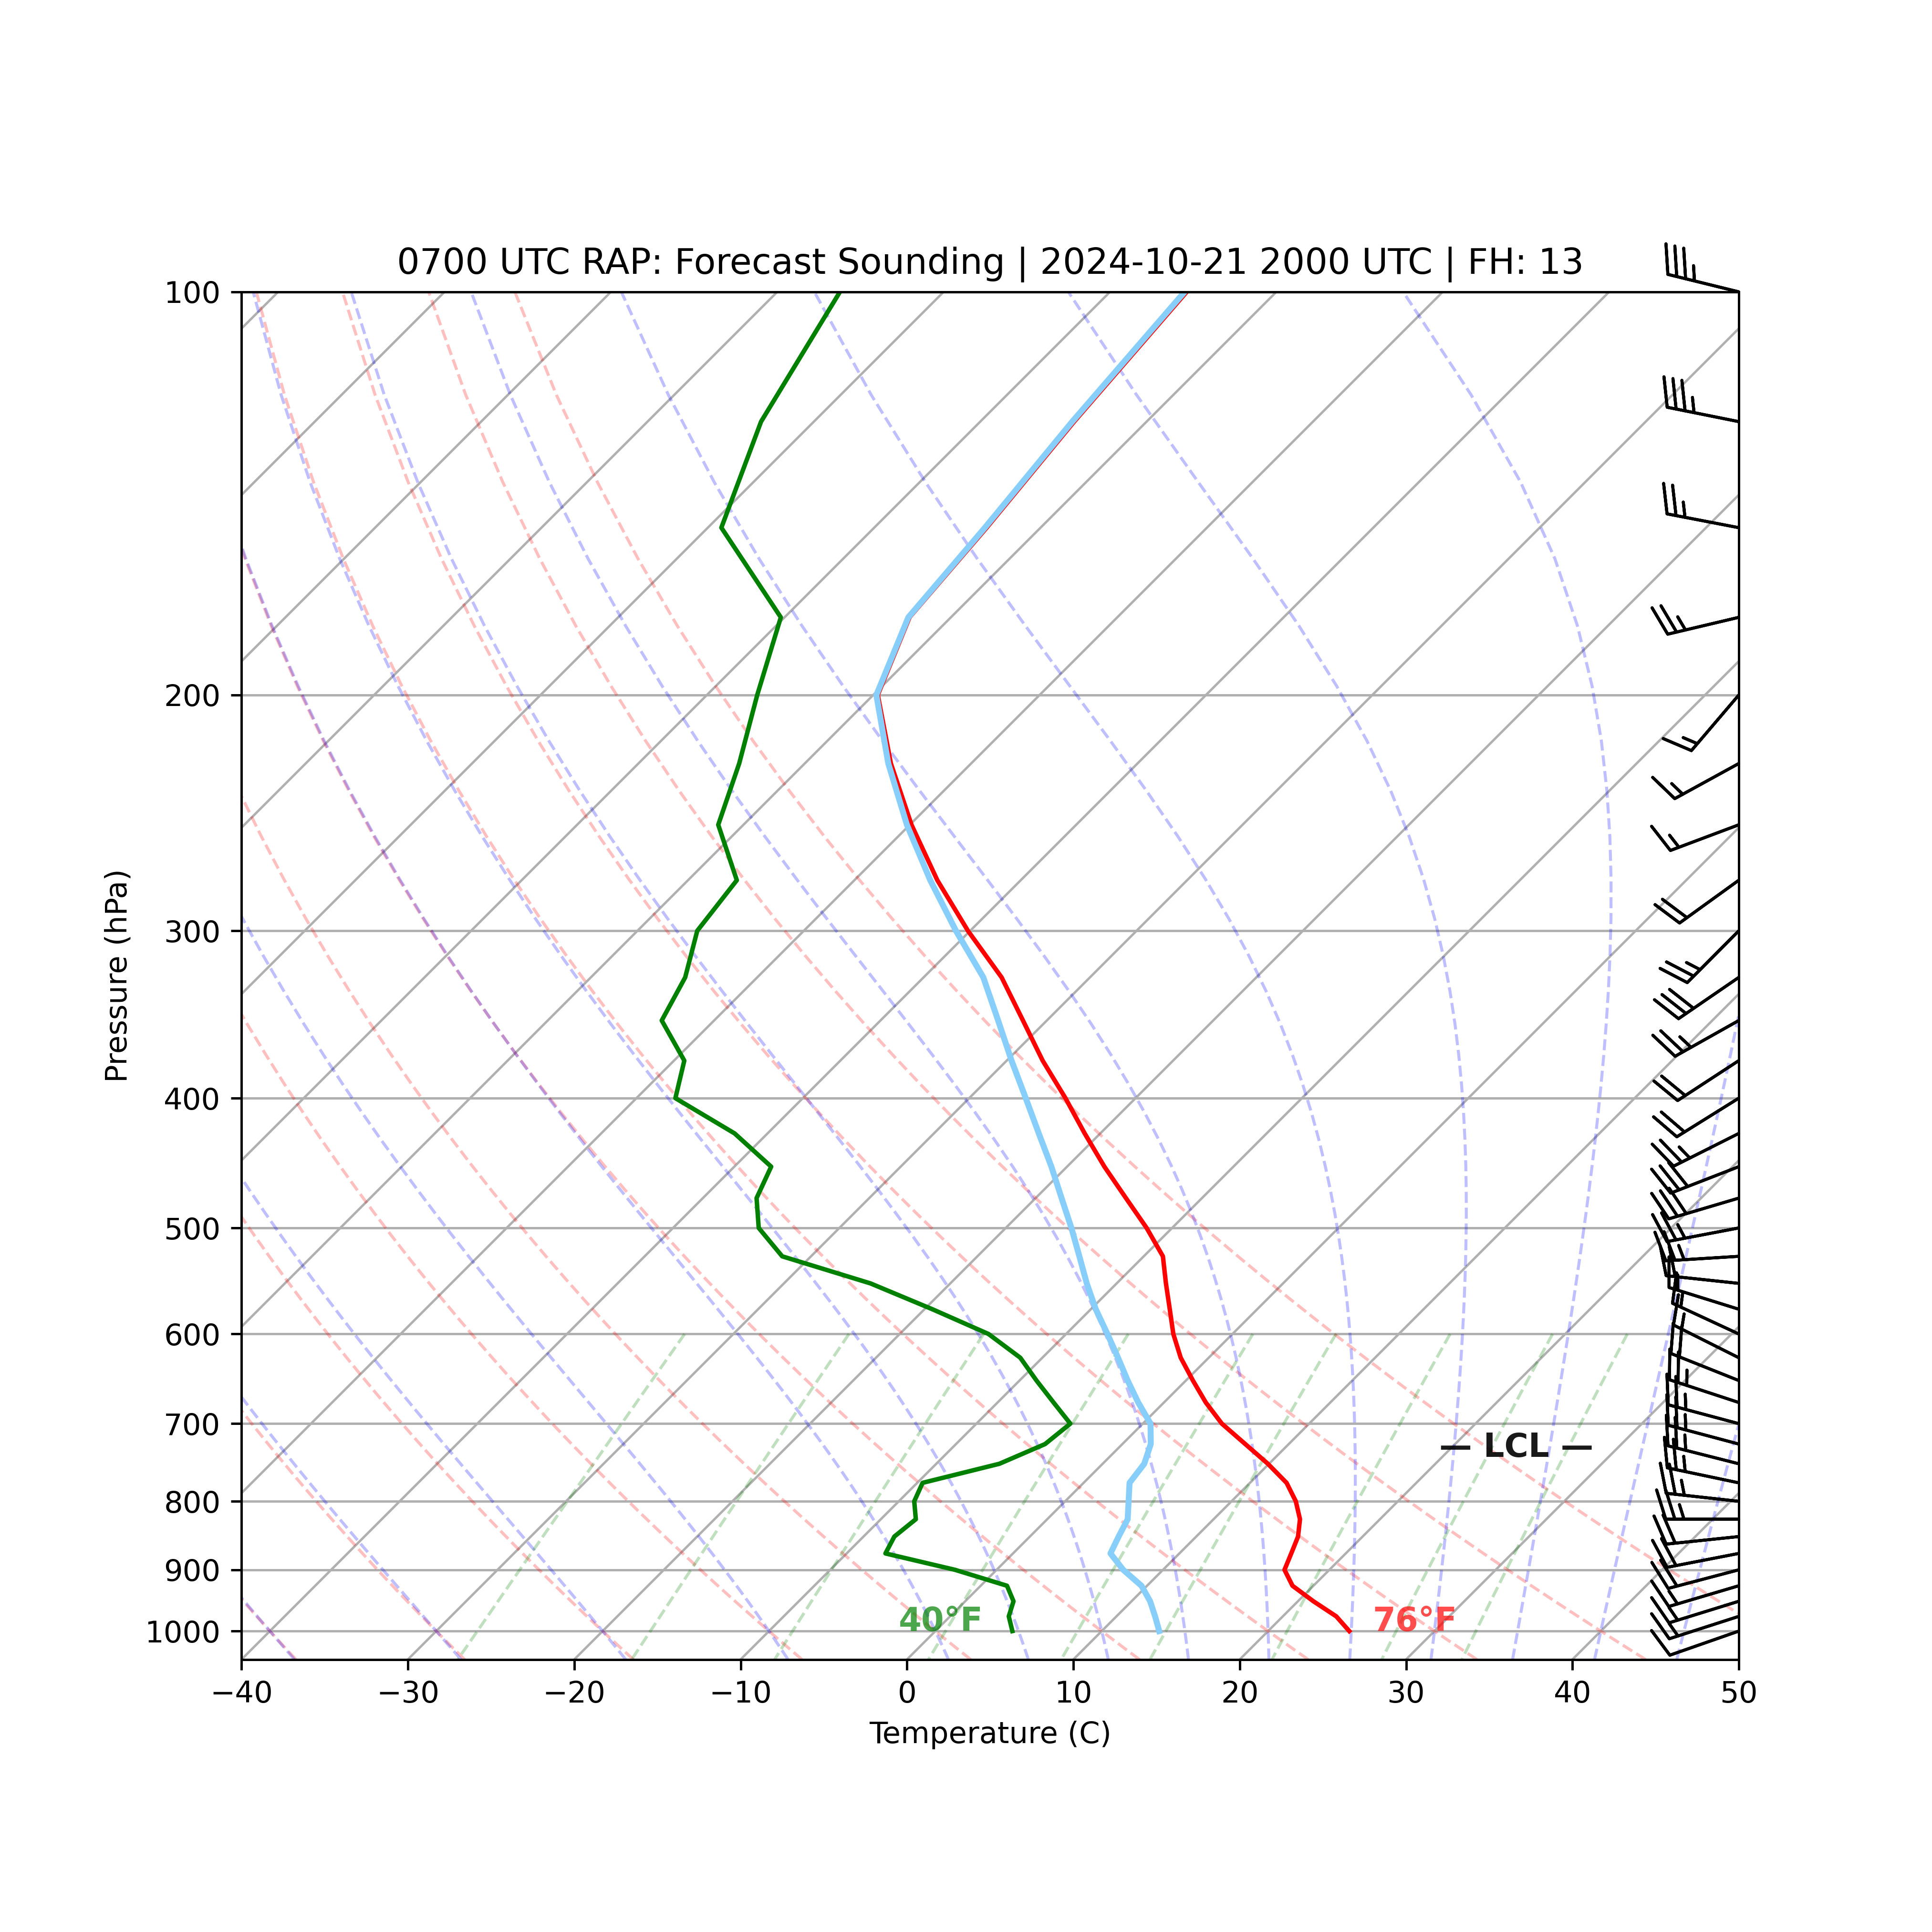 0700 UTC RAP: Forecast Sounding | 2024-10-21 2000 UTC | FH: 13
100
200
300
400
500
600
700
800
900
1000
Pressure (hPa)
— LCL —
40°F
76°F
−40 −30 −20 −10 0 10 20 30 40 50
Temperature (C)